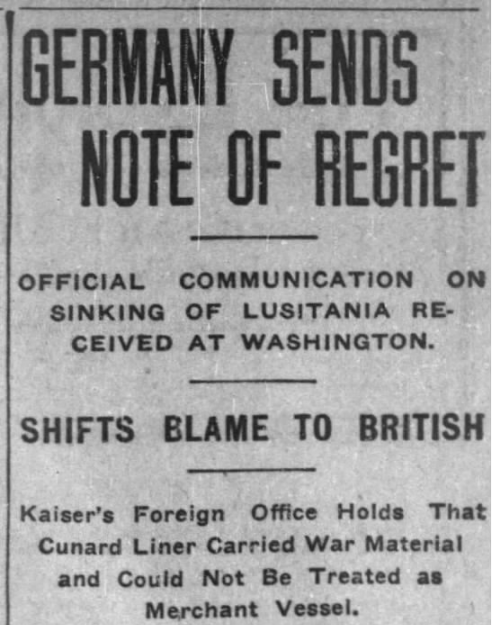 GERMANY SENDS
NOTE OF REGRET
OFFICIAL COMMUNICATION ON
SINKING OF LUSITANIA RE-
CEIVED AT WASHINGTON.
SHIFTS BLAME TO BRITISH
Kaiser's Foreign Office Holds That
Cunard Liner Carried War Material
and Could Not Be Treated as
Merchant Vessel.